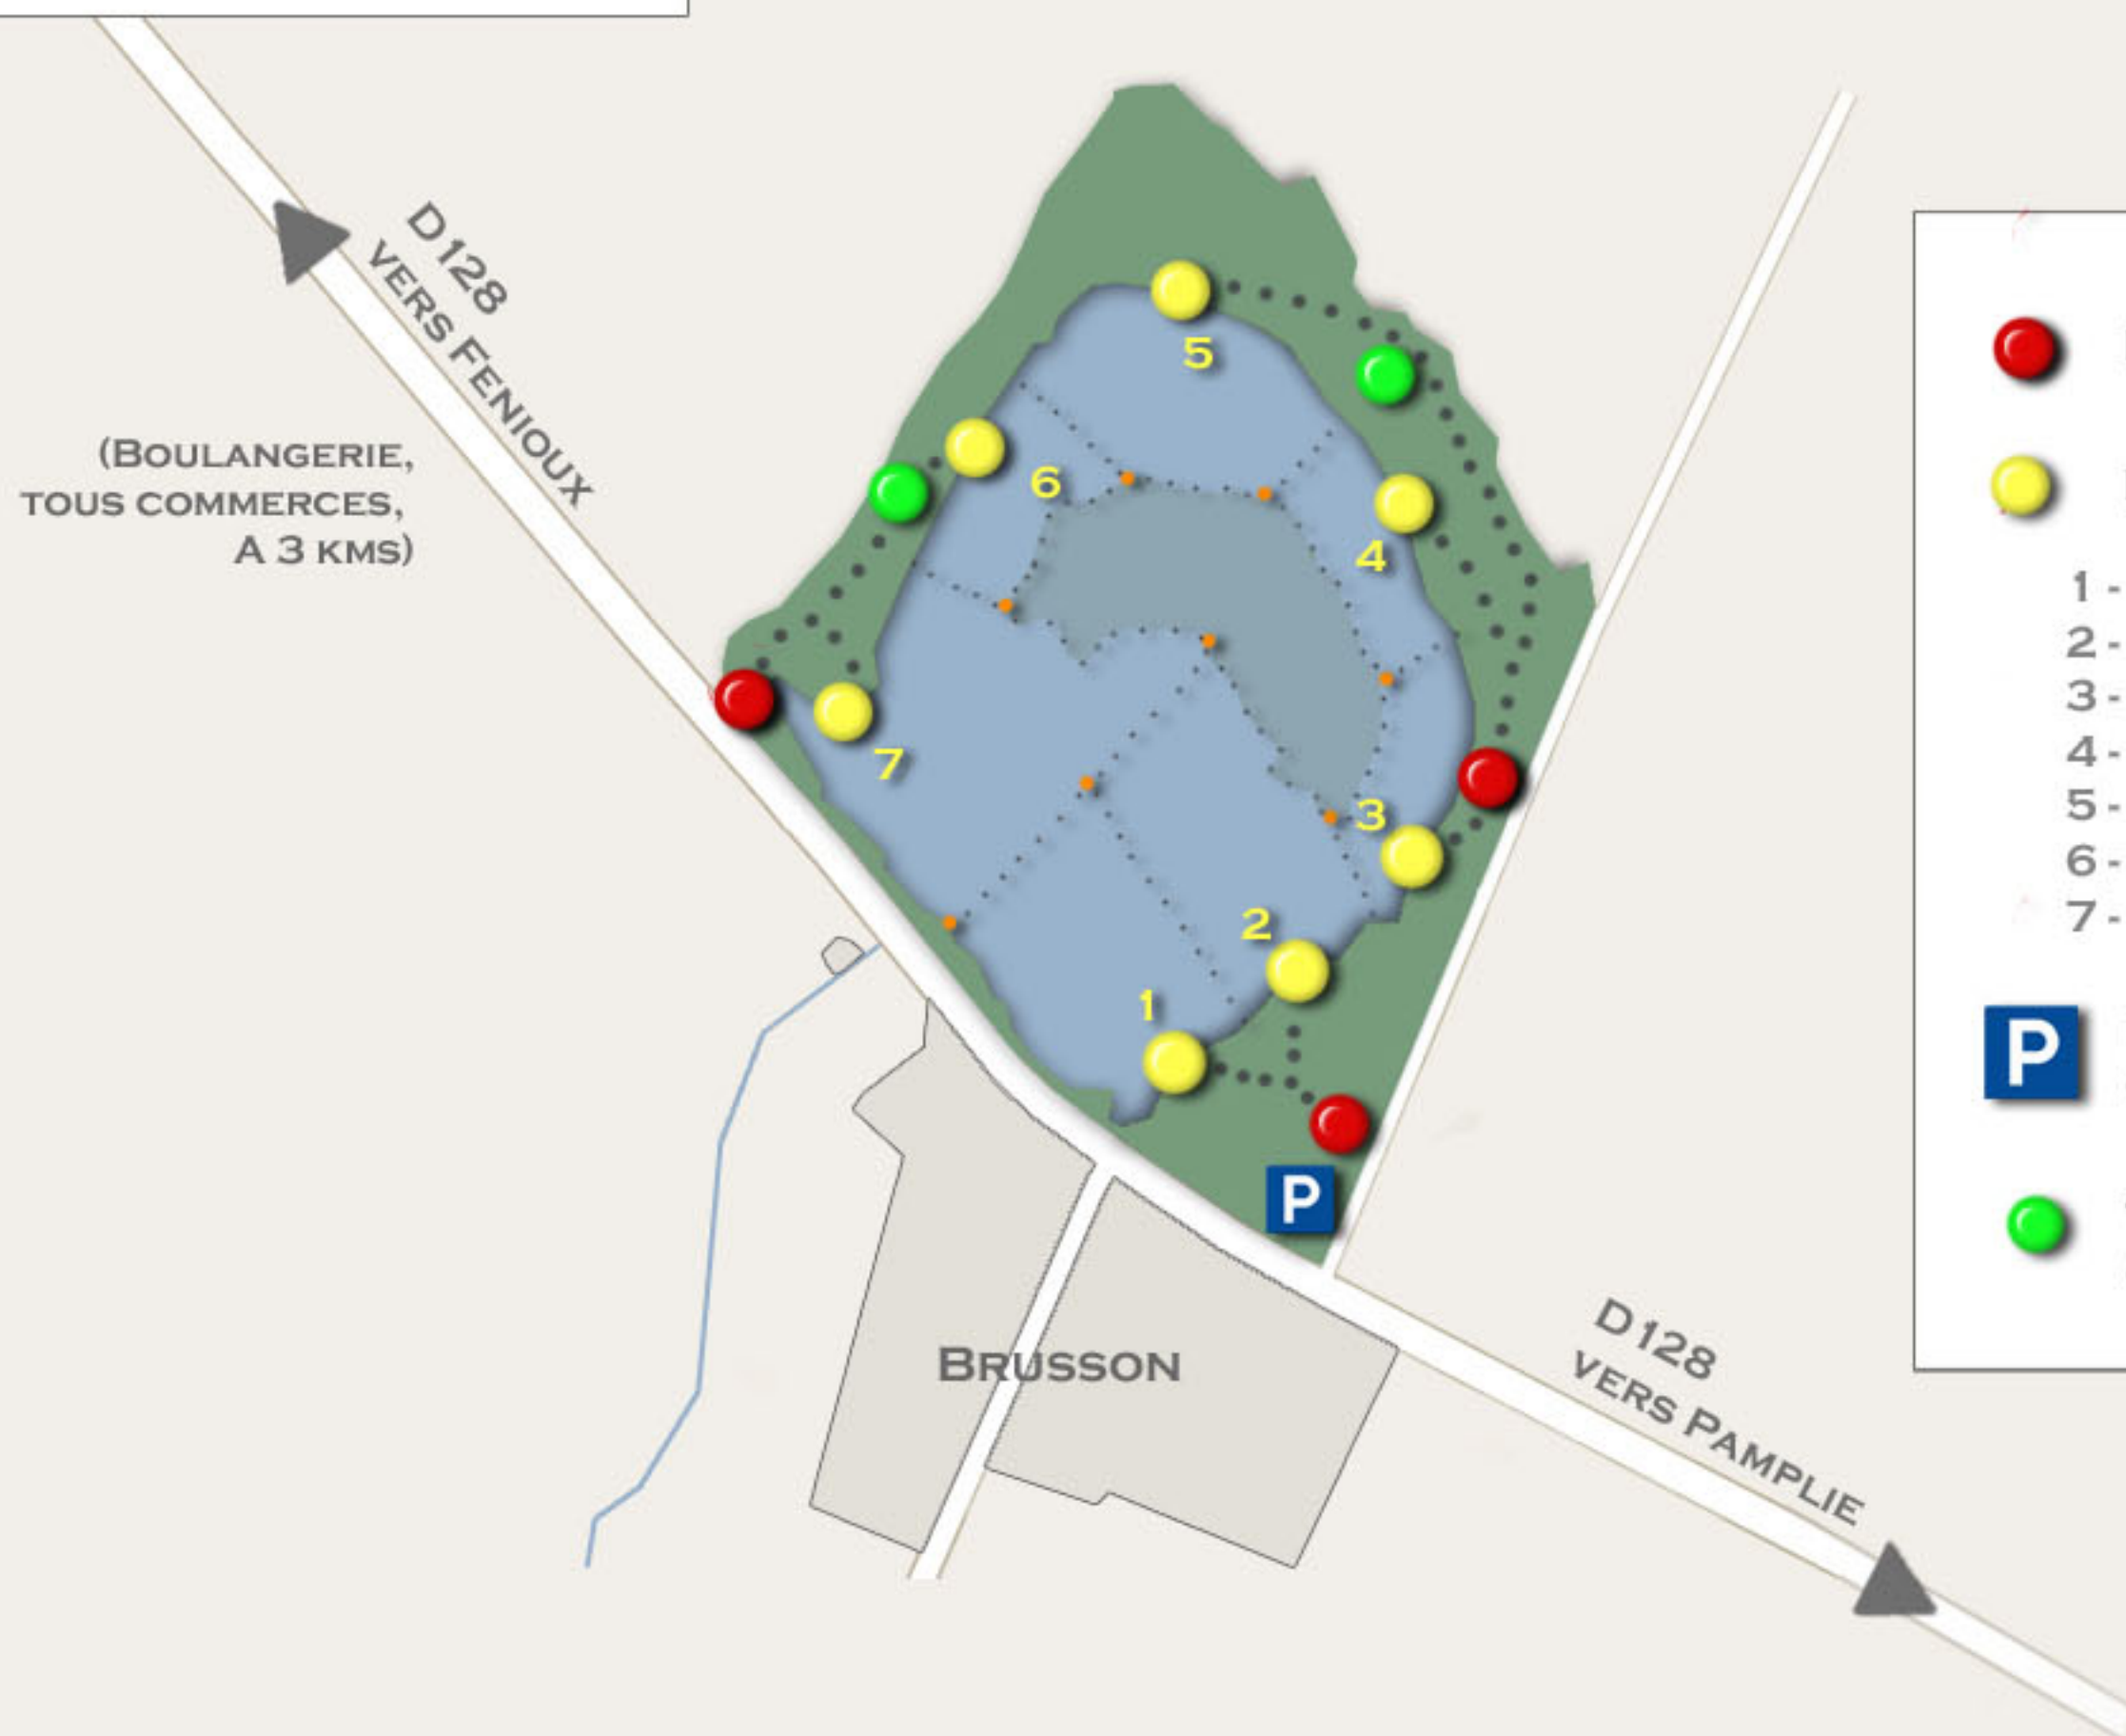 D128
VERS FENIOUX
(BOULANGERIE,
TOUS COMMERCES,
A 3 KMS)
5
6
4
7
3
2
1
P
BRUSSON
D128
VERS PAMPLIE
1 -
2 -
3 -
4 -
5 -
6 -
7 -
P